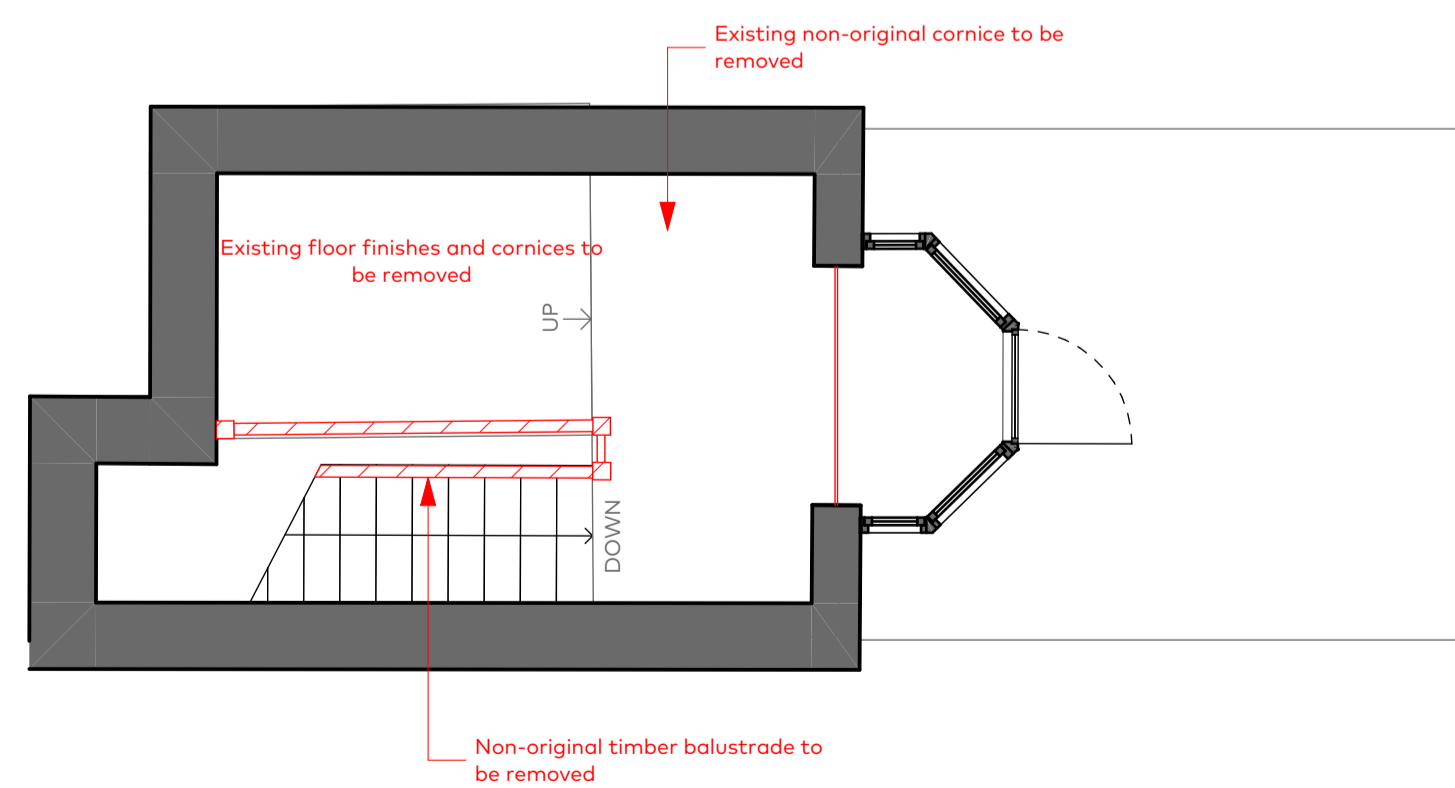 Existing non-original cornice to be
removed
Existing floor finishes and cornices to
be removed
UP
DOWN
Non-original timber balustrade to
be removed